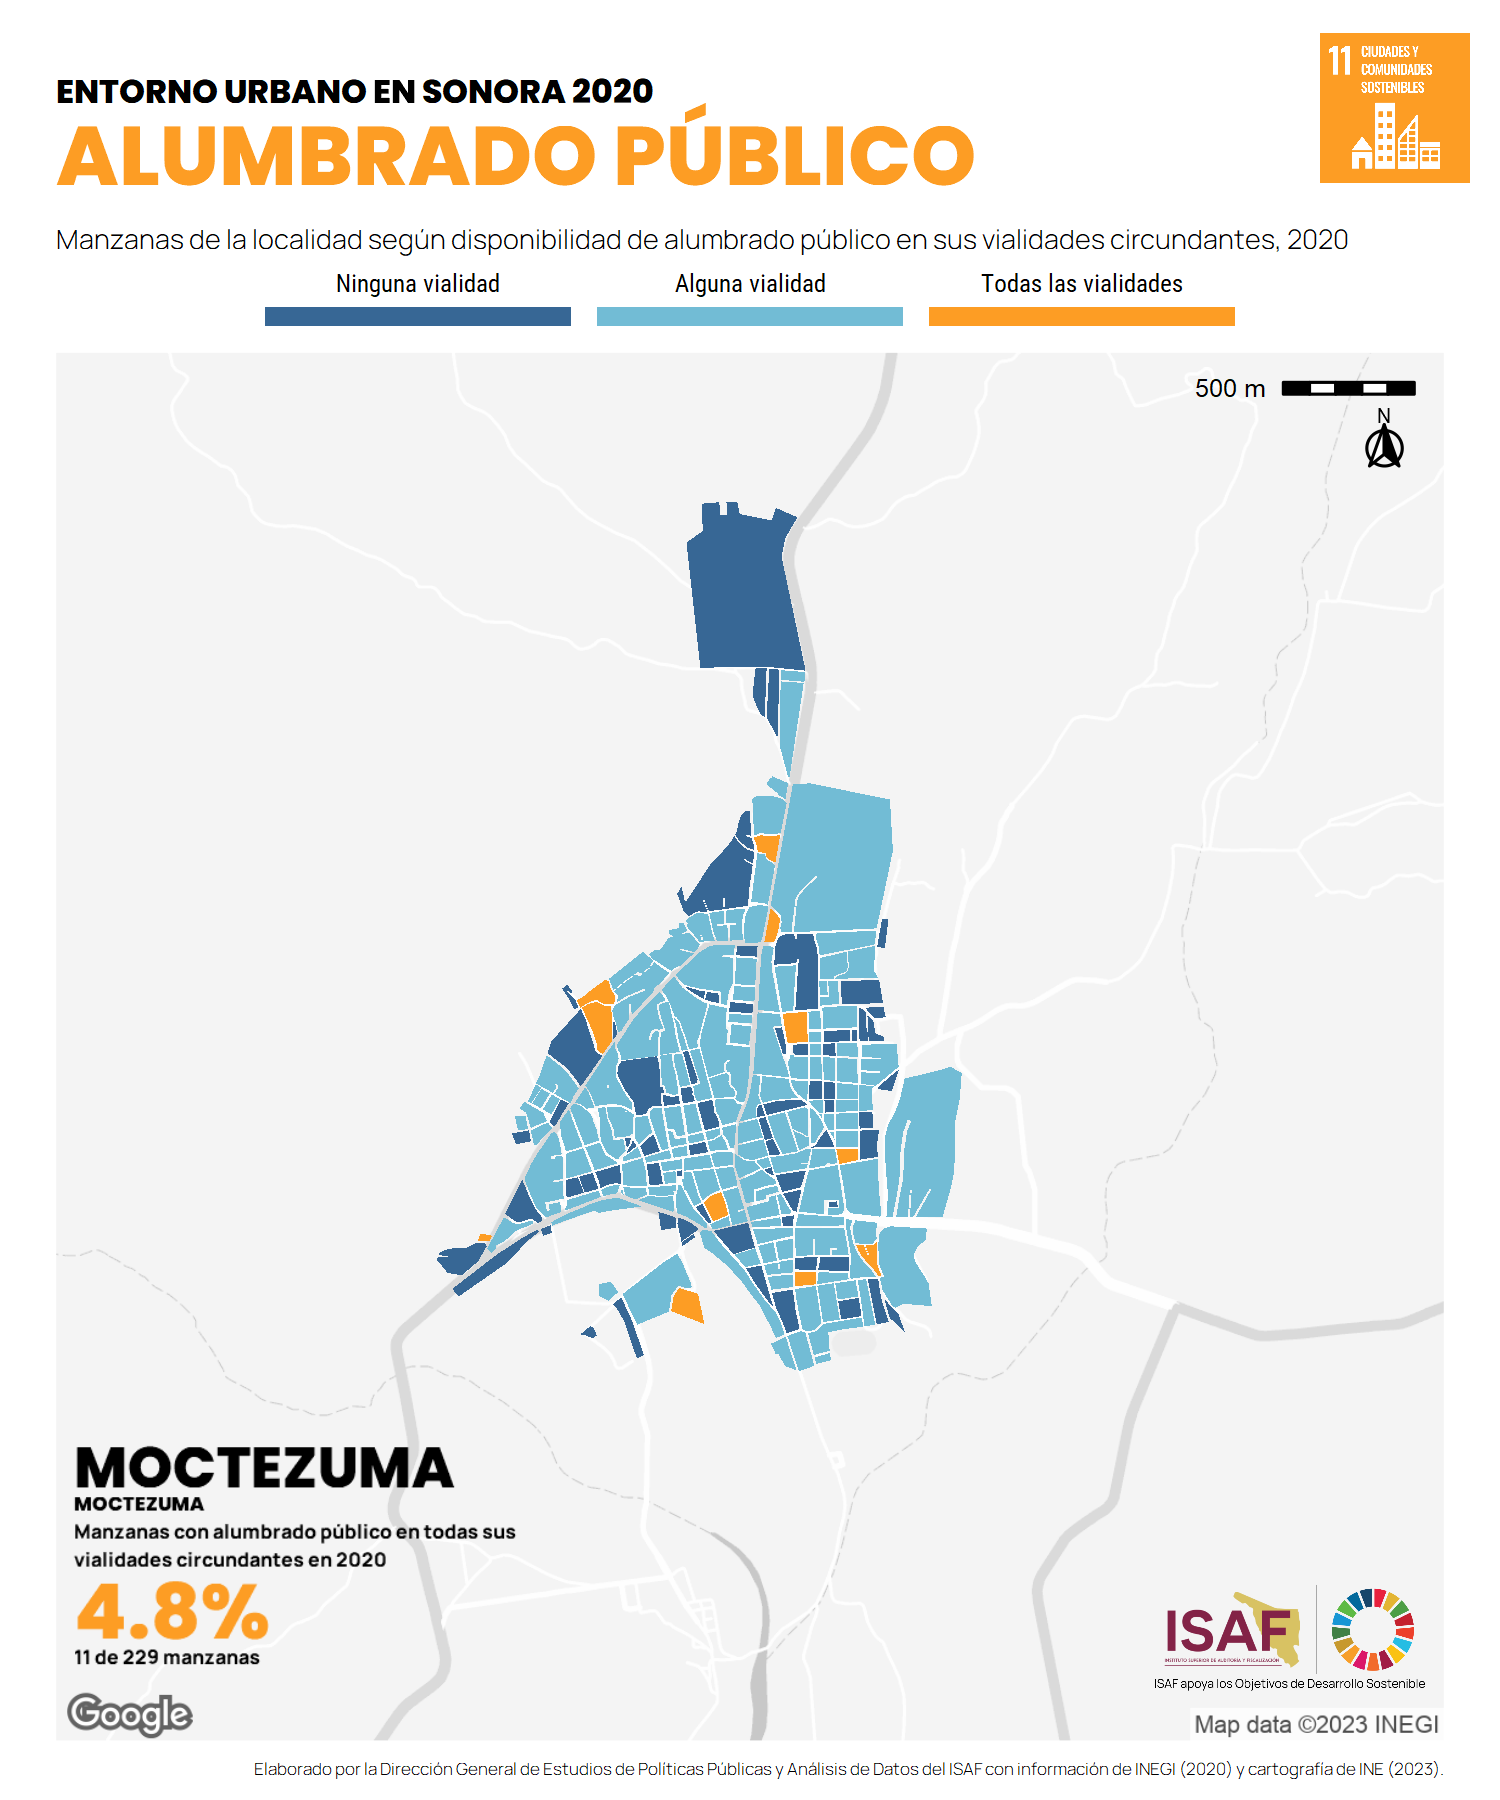 ENTORNO URBANO EN SONORA 2020
ALUMBRADO PÚBLICO
11 CIUDADES Y
COMUNIDADES
SOSTENIBLES
Manzanas de la localidad según disponibilidad de alumbrado público en sus vialidades circundantes, 2020
Ninguna vialidad Alguna vialidad Todas las vialidades
500 m
N
MOCTEZUMA
MOCTEZUMA
Manzanas con alumbrado público en todas sus
vialidades circundantes en 2020
4.8%
11 de 229 manzanas
Google
ISAF
INSTITUTO SUPERIOR DE AUDITORÍA Y FISCALIZACIÓN
ISAF apoya los Objetivos de Desarrollo Sostenible
Map data ©2023 INEGI
Elaborado por la Dirección General de Estudios de Políticas Públicas y Análisis de Datos del ISAF con información de INEGI (2020) y cartografía de INE (2023).